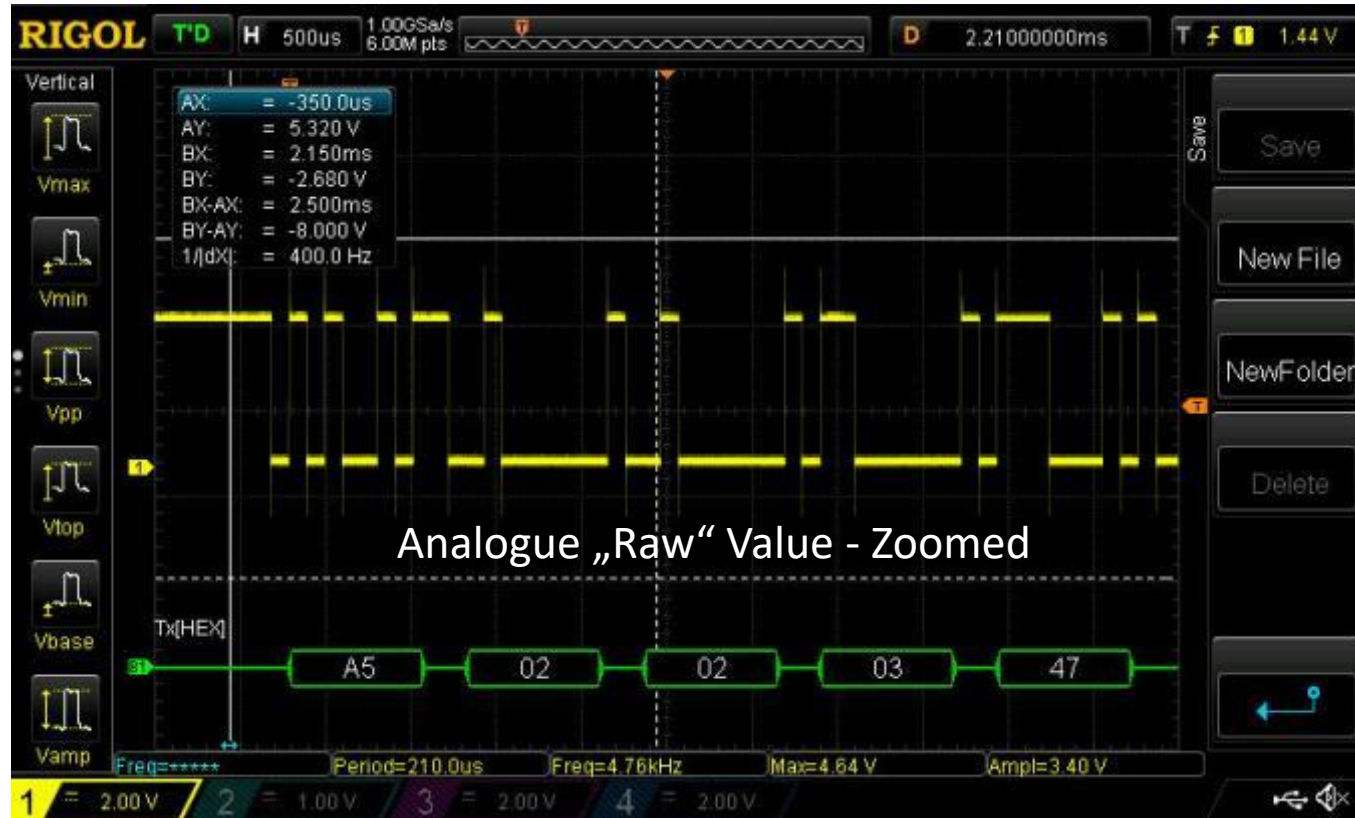 RIGOL T'D H 500us 1.00GSa/s 6.00M pts D 2.21000000ms T 1 1.44 V
Vertical
AX: = -350.0us
AY: = 5.320 V
BX: = 2.150ms
BY: = -2.680 V
BX-AX: = 2.500ms
BY-AY: = -8.000 V
1/|dX|: = 400.0 Hz
Vmax
Vmin
Vpp
Vtop
Vbase
Vamp
Save
Save
New File
NewFolder
Delete
T
1
Analogue „Raw“ Value - Zoomed
Tx[HEX]
B1 A5 02 02 03 47
Freq=***** Period=210.0us Freq=4.76kHz Max=4.64 V Ampl=3.40 V
1 = 2.00 V 2 = 1.00 V 3 = 2.00 V 4 = 2.00 V